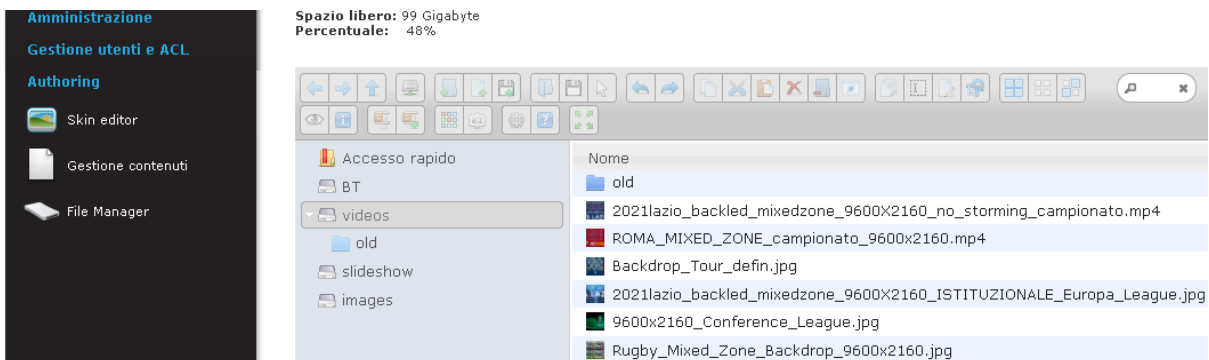 Amministrazione
Gestione utenti e ACL
Authoring
Skin editor
Gestione contenuti
File Manager
Spazio libero: 99 Gigabyte
Percentuale: 48%
Accesso rapido
BT
videos
old
slideshow
images
Nome
old
2021lazio_backled_mixedzone_9600X2160_no_storming_campionato.mp4
ROMA_MIXED_ZONE_campionato_9600x2160.mp4
Backdrop_Tour_defin.jpg
2021lazio_backled_mixedzone_9600X2160_ISTITUZIONALE_Europa_League.jpg
9600x2160_Conference_League.jpg
Rugby_Mixed_Zone_Backdrop_9600x2160.jpg